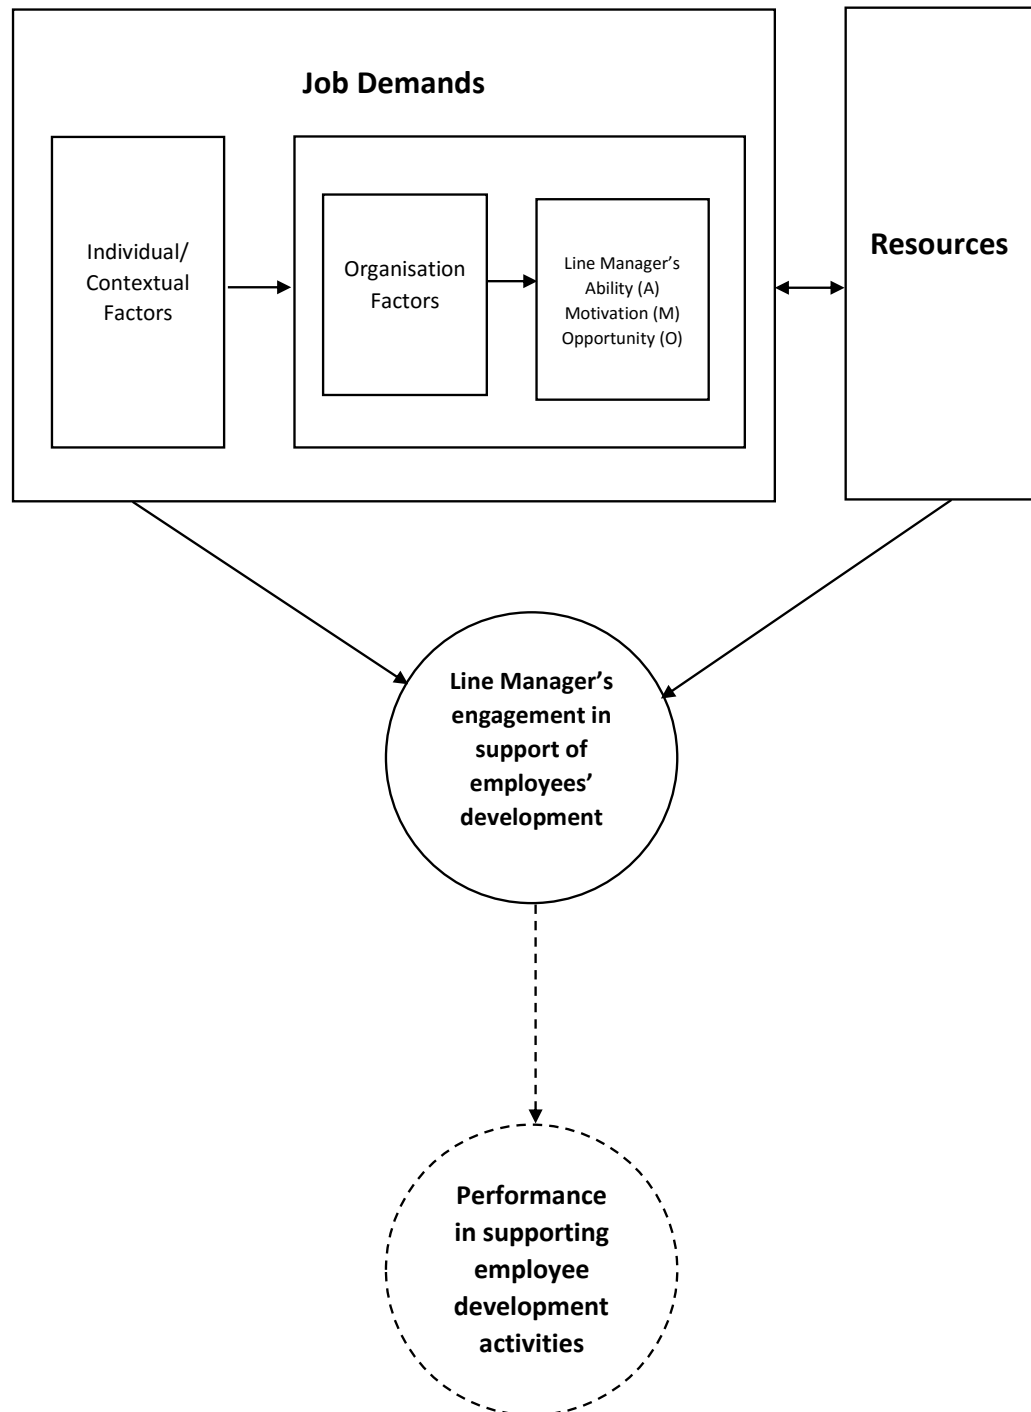 Job Demands
Individual/
Contextual
Factors
Organisation
Factors
Line Manager’s
Ability (A)
Motivation (M)
Opportunity (O)
Resources
Line Manager’s
engagement in
support of
employees’
development
Performance
in supporting
employee
development
activities